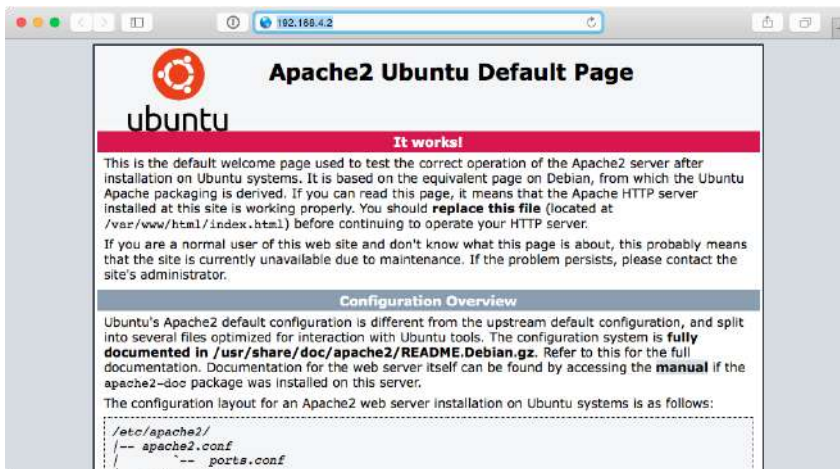 192.168.4.2
Apache2 Ubuntu Default Page
ubuntu
It works!
This is the default welcome page used to test the correct operation of the Apache2 server after
installation on Ubuntu systems. It is based on the equivalent page on Debian, from which the Ubuntu
Apache packaging is derived. If you can read this page, it means that the Apache HTTP server
installed at this site is working properly. You should replace this file (located at
/var/www/html/index.html) before continuing to operate your HTTP server.
If you are a normal user of this web site and don't know what this page is about, this probably means
that the site is currently unavailable due to maintenance. If the problem persists, please contact the
site's administrator.
Configuration Overview
Ubuntu's Apache2 default configuration is different from the upstream default configuration, and split
into several files optimized for interaction with Ubuntu tools. The configuration system is fully
documented in /usr/share/doc/apache2/README.Debian.gz. Refer to this for the full
documentation. Documentation for the web server itself can be found by accessing the manual if the
apache2-doc package was installed on this server.
The configuration layout for an Apache2 web server installation on Ubuntu systems is as follows:
/etc/apache2/
|-- apache2.conf
|       `--  ports.conf